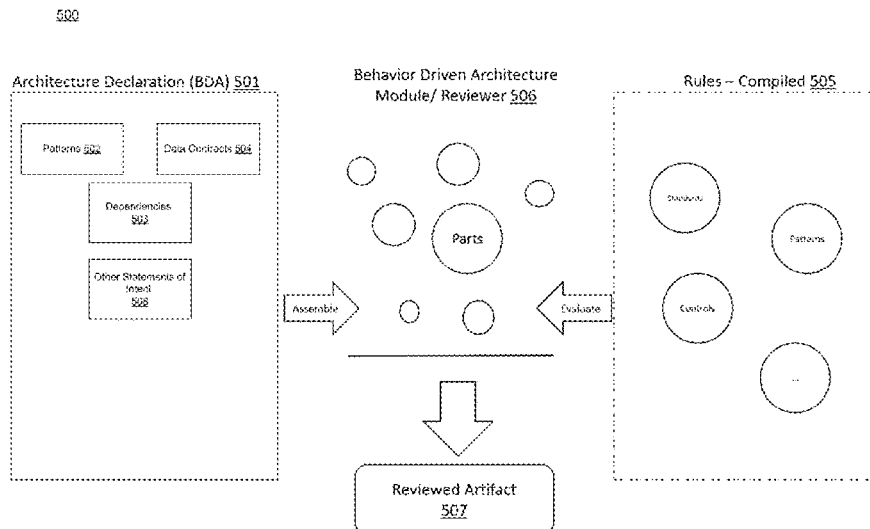 500
Architecture Declaration (BDA) 501
Behavior Driven Architecture
Module/ Reviewer 506
Rules – Compiled 505
Patterns 502
Data Contracts 504
Dependencies
503
Other Statements of
Intent
508
Parts
Standards
Patterns
Controls
...
Assemble
Evaluate
Reviewed Artifact
507